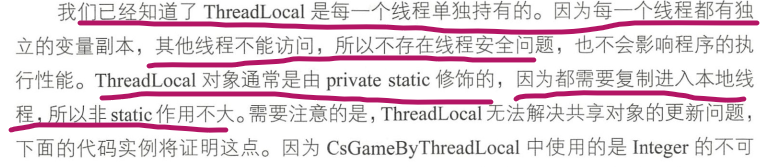 我们已经知道了 ThreadLocal 是每一个线程单独持有的。因为每一个线程都有独
立的变量副本，其他线程不能访问，所以不存在线程安全问题，也不会影响程序的执
行性能。ThreadLocal 对象通常是由 private static 修饰的，因为都需要复制进入本地线
程，所以非 static 作用不大。需要注意的是，ThreadLocal 无法解决共享对象的更新问题，
下面的代码实例将证明这点。因为 CsGameByThreadLocal 中使用的是 Integer 的不可